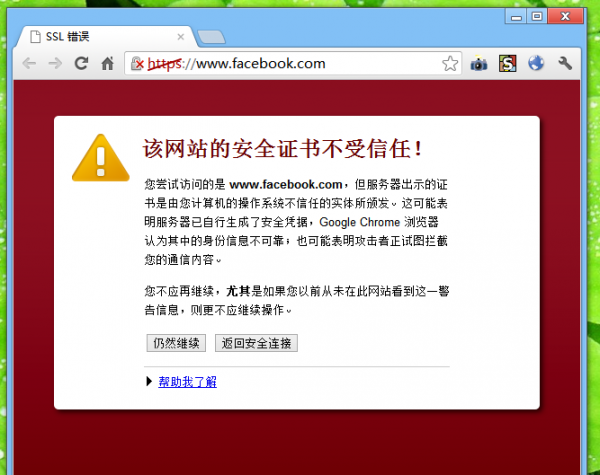 SSL 错误
https://www.facebook.com
该网站的安全证书不受信任！
您尝试访问的是 www.facebook.com，但服务器出示的证
书是由您计算机的操作系统不信任的实体所颁发。这可能表
明服务器已自行生成了安全凭据，Google Chrome 浏览器
认为其中的身份信息不可靠；也可能表明攻击者正试图拦截
您的通信内容。
您不应再继续，尤其是如果您以前从未在此网站看到这一警
告信息，则更不应继续操作。
仍然继续 返回安全连接
帮助我了解